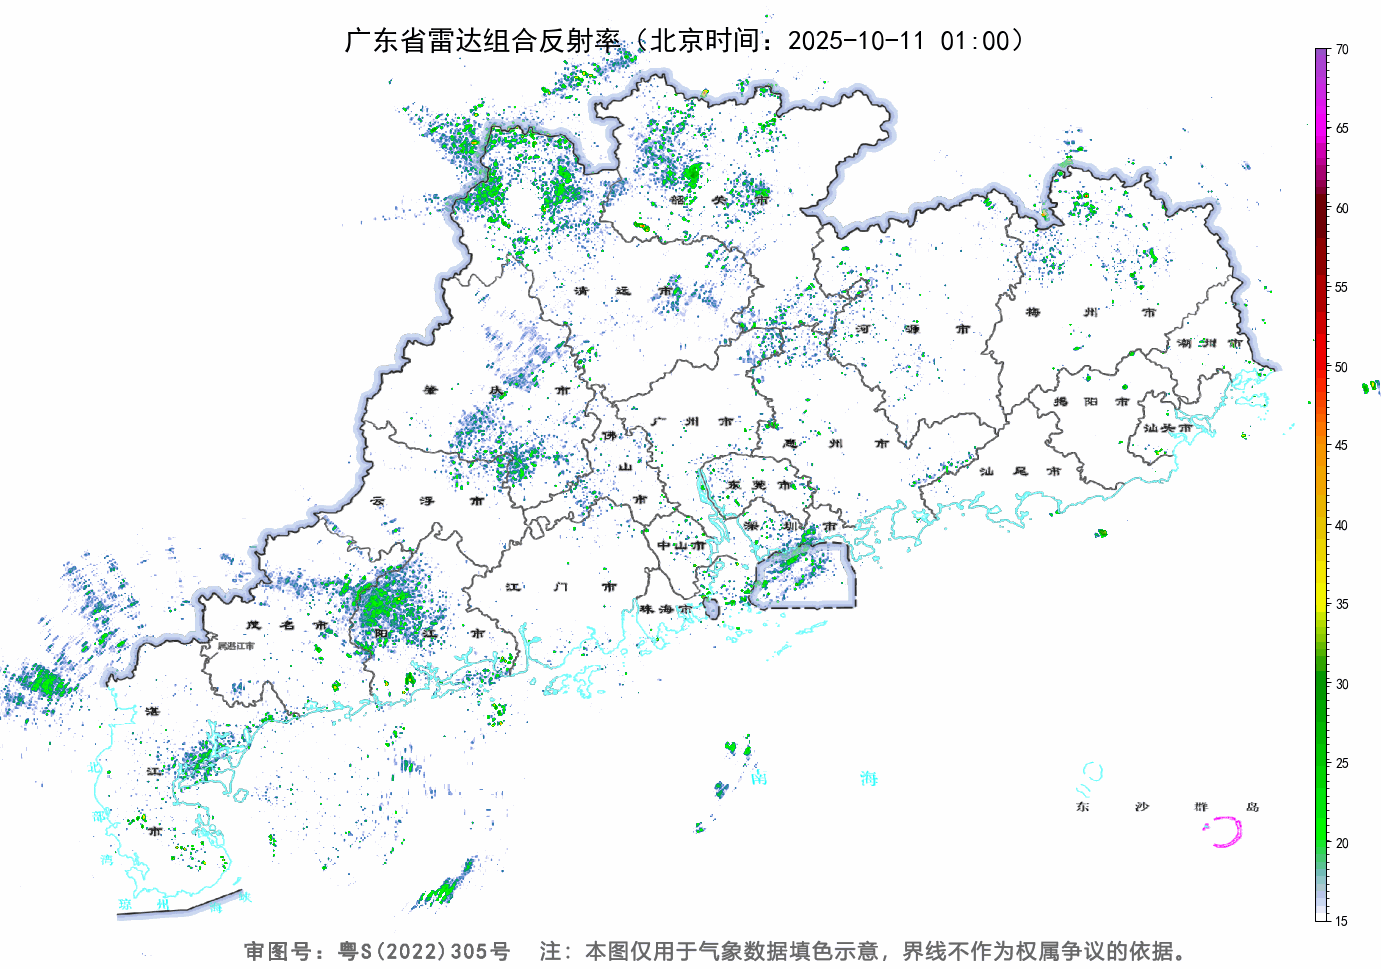 广东省雷达组合反射率（北京时间：2025-10-11 01:00）
70
65
60
55
50
45
40
35
30
25
20
15
韶 关 市
清 远 市
河 源 市
梅 州 市
潮 州 市
肇 庆 市
广 州 市
揭 阳 市
汕头市
佛 山 市
惠 州 市
汕 尾 市
云 浮 市
东 莞 市
深 圳 市
中山市
江 门 市
珠海市
茂 名 市
阳 江 市
属湛江市
湛 江 市
北 部 湾
南 海
东 沙 群 岛
琼 州 海 峡
审图号：粤S(2022)305号 注：本图仅用于气象数据填色示意，界线不作为权属争议的依据。